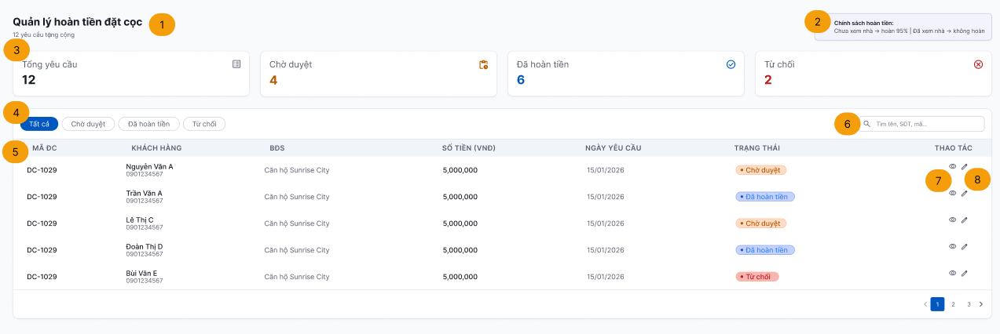 Quản lý hoàn tiền đặt cọc
1
12 yêu cầu tộng cộng
2
Chính sách hoàn tiền:
Chưa xem nhà → hoàn 95% | Đã xem nhà → không hoàn
3
Tổng yêu cầu
12
Chờ duyệt
4
Đã hoàn tiền
6
Từ chối
2
4
Tất cả Chờ duyệt Đã hoàn tiền Từ chối
6
Tìm tên, SĐT, mã...
5
MÃ ĐC KHÁCH HÀNG BĐS SỐ TIỀN (VNĐ) NGÀY YÊU CẦU TRẠNG THÁI THAO TÁC
DC-1029 Nguyễn Văn A Căn hộ Sunrise City 5,000,000 15/01/2026 • Chờ duyệt
0901234567
7
8
DC-1029 Trần Văn A Căn hộ Sunrise City 5,000,000 15/01/2026 • Đã hoàn tiền
0901234567
DC-1029 Lê Thị C Căn hộ Sunrise City 5,000,000 15/01/2026 • Chờ duyệt
0901234567
DC-1029 Đoàn Thị D Căn hộ Sunrise City 5,000,000 15/01/2026 • Đã hoàn tiền
0901234567
DC-1029 Bùi Văn E Căn hộ Sunrise City 5,000,000 15/01/2026 • Từ chối
0901234567
1 2 3